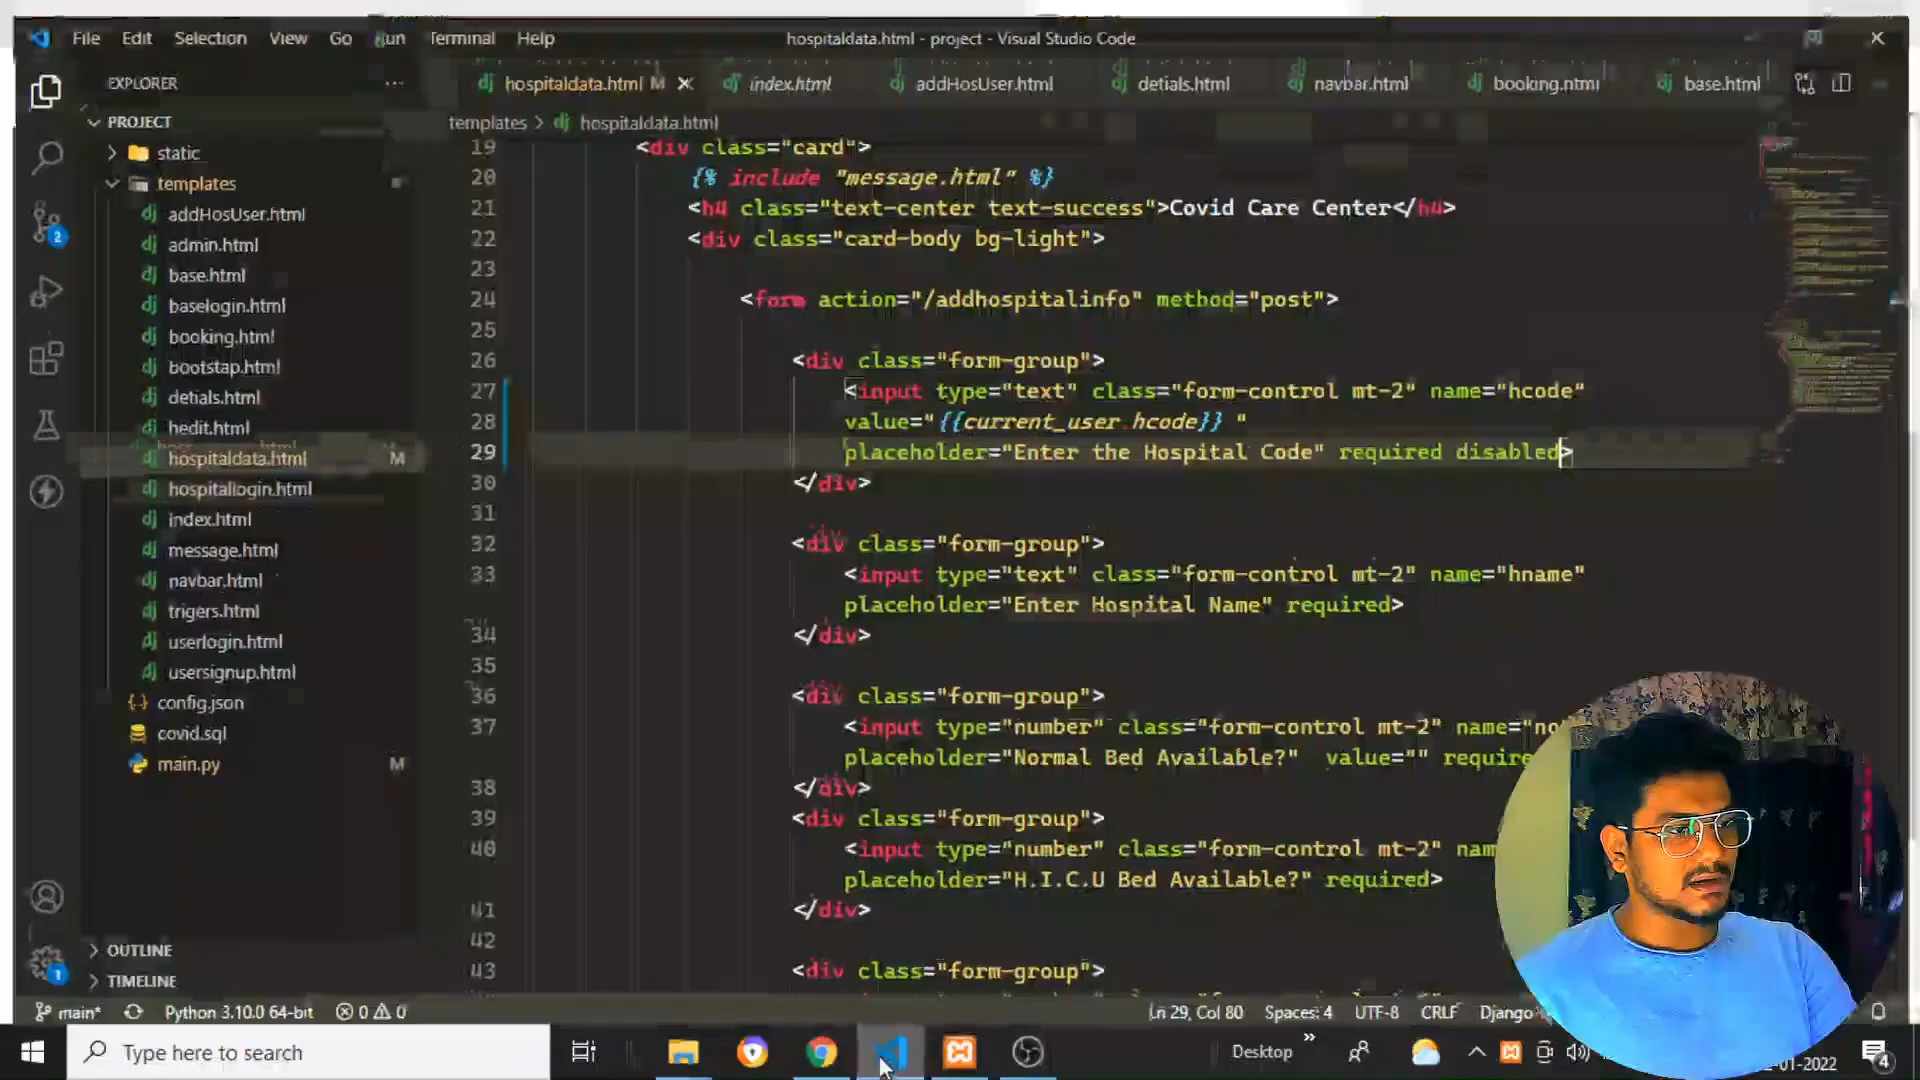 File Edit Selection View Go Run Terminal Help hospitaldata.html - project - Visual Studio Code
EXPLORER
hospitaldata.html M index.html addHosUser.html detials.html navbar.html booking.html base.html
PROJECT
templates > hospitaldata.html
static
templates
addHosUser.html
admin.html
base.html
baselogin.html
booking.html
bootstap.html
detials.html
hedit.html
hospitaldata.html M
hospitallogin.html
index.html
message.html
navbar.html
trigers.html
userlogin.html
usersignup.html
config.json
covid.sql
main.py M
OUTLINE
TIMELINE
19 <div class="card">
20 {% include "message.html" %}
21 <h4 class="text-center text-success">Covid Care Center</h4>
22 <div class="card-body bg-light">
23
24 <form action="/addhospitalinfo" method="post">
25
26 <div class="form-group">
27 <input type="text" class="form-control mt-2" name="hcode"
28 value="{{current_user.hcode}} "
29 placeholder="Enter the Hospital Code" required disabled>
30 </div>
31
32 <div class="form-group">
33 <input type="text" class="form-control mt-2" name="hname"
placeholder="Enter Hospital Name" required>
34 </div>
35
36 <div class="form-group">
37 <input type="number" class="form-control mt-2" name="no
placeholder="Normal Bed Available?" value="" require
38 </div>
39 <div class="form-group">
40 <input type="number" class="form-control mt-2" nam
placeholder="H.I.C.U Bed Available?" required>
41 </div>
42
43 <div class="form-group">
2
1
main* Python 3.10.0 64-bit 0 0 Ln 29, Col 80 Spaces: 4 UTF-8 CRLF Django
Type here to search Desktop » -01-2022 4